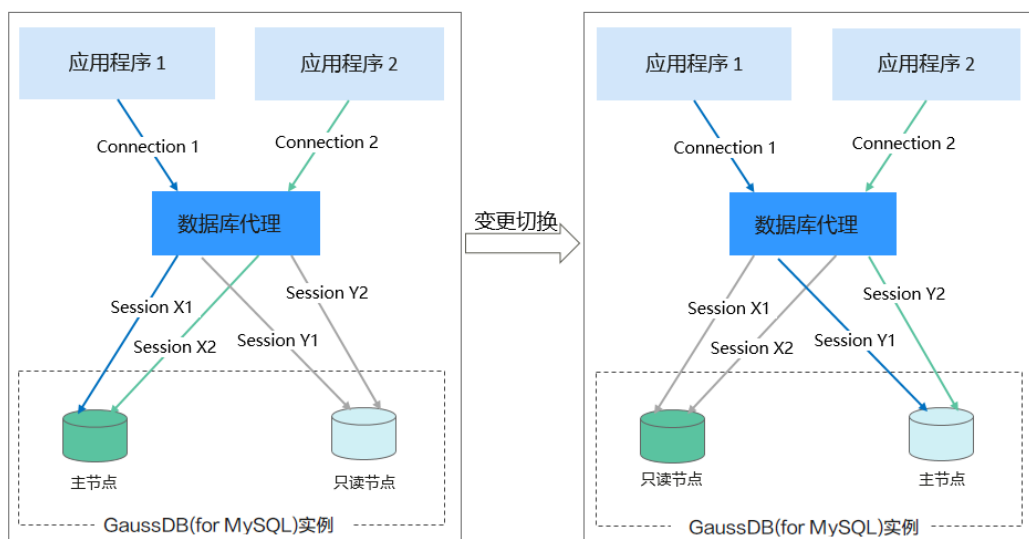 应用程序 1
应用程序 2
Connection 1
Connection 2
数据库代理
Session X1
Session Y2
Session X2
Session Y1
主节点
只读节点
GaussDB(for MySQL)实例
变更切换
应用程序 1
应用程序 2
Connection 1
Connection 2
数据库代理
Session X1
Session Y2
Session X2
Session Y1
只读节点
主节点
GaussDB(for MySQL)实例